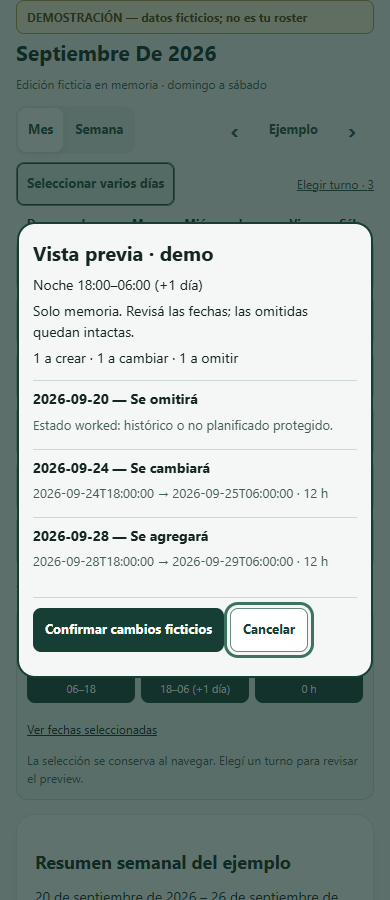 DEMOSTRACIÓN — datos ficticios; no es tu roster
Septiembre De 2026
Edición ficticia en memoria · domingo a sábado
Mes
Semana
‹
Ejemplo
›
Seleccionar varios días
Elegir turno · 3
Vista previa · demo
Noche 18:00–06:00 (+1 día)
Solo memoria. Revisá las fechas; las omitidas
quedan intactas.
1 a crear · 1 a cambiar · 1 a omitir
2026-09-20 — Se omitirá
Estado worked: histórico o no planificado protegido.
2026-09-24 — Se cambiará
2026-09-24T18:00:00 → 2026-09-25T06:00:00 · 12 h
2026-09-28 — Se agregará
2026-09-28T18:00:00 → 2026-09-29T06:00:00 · 12 h
Confirmar cambios ficticios
Cancelar
06–18
18–06 (+1 día)
0 h
Ver fechas seleccionadas
La selección se conserva al navegar. Elegí un turno para revisar
el preview.
Resumen semanal del ejemplo
20 de septiembre de 2026 – 26 de septiembre de